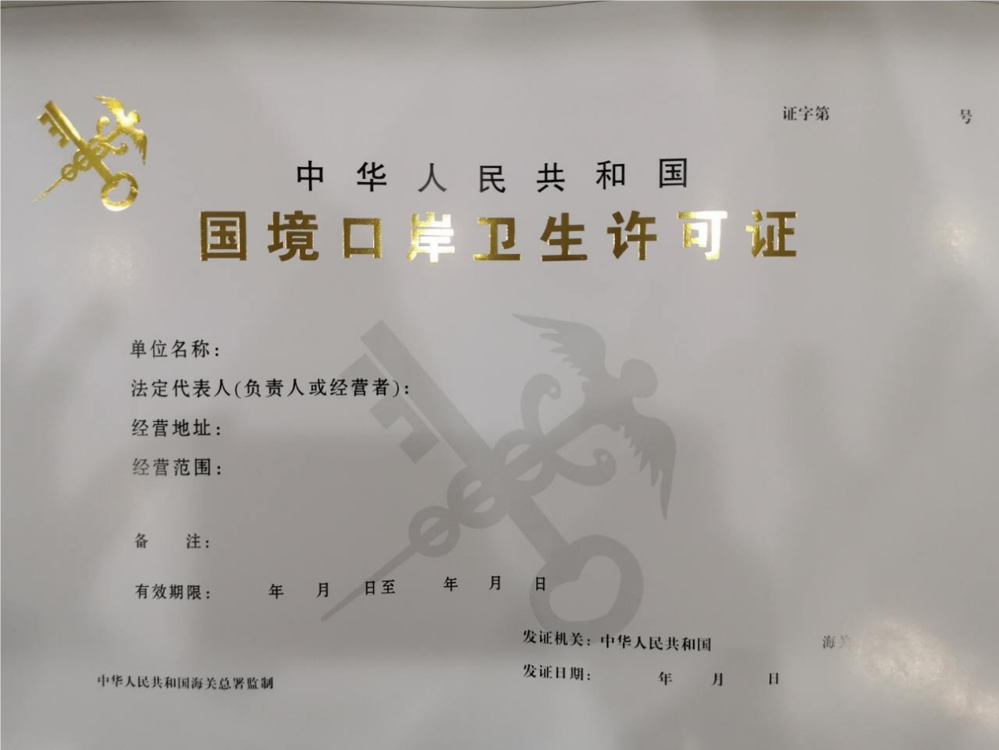 证字第 号
中华人民共和国
国境口岸卫生许可证
单位名称：
法定代表人(负责人或经营者)：
经营地址：
经营范围：
备 注：
有效期限： 年 月 日至 年 月 日
发证机关：中华人民共和国 海关
发证日期： 年 月 日
中华人民共和国海关总署监制